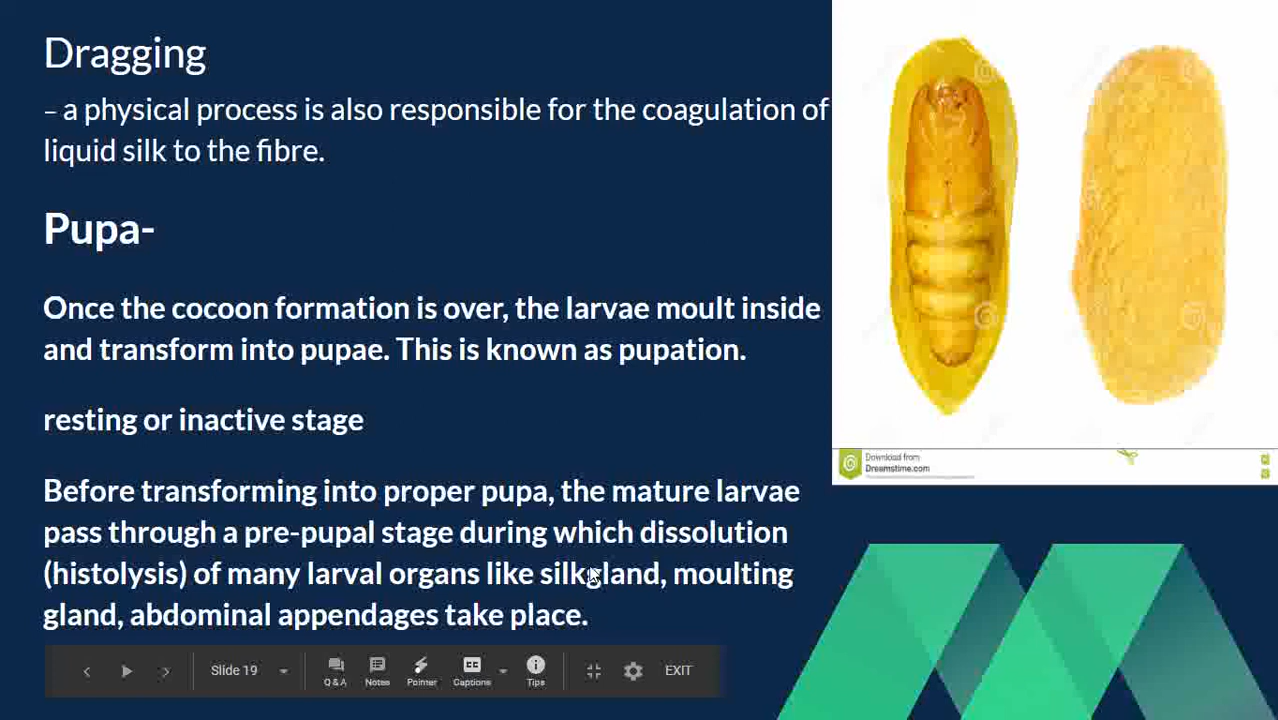 Dragging
– a physical process is also responsible for the coagulation of
liquid silk to the fibre.
Pupa-
Once the cocoon formation is over, the larvae moult inside
and transform into pupae. This is known as pupation.
resting or inactive stage
Before transforming into proper pupa, the mature larvae
pass through a pre-pupal stage during which dissolution
(histolysis) of many larval organs like silk gland, moulting
gland, abdominal appendages take place.
Download from
Dreamstime.com
Slide 19
Q & A
Notes
Pointer
Captions
Tips
EXIT